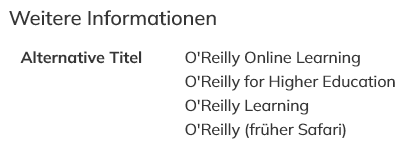 Weitere Informationen
Alternative Titel O'Reilly Online Learning
O'Reilly for Higher Education
O'Reilly Learning
O'Reilly (früher Safari)